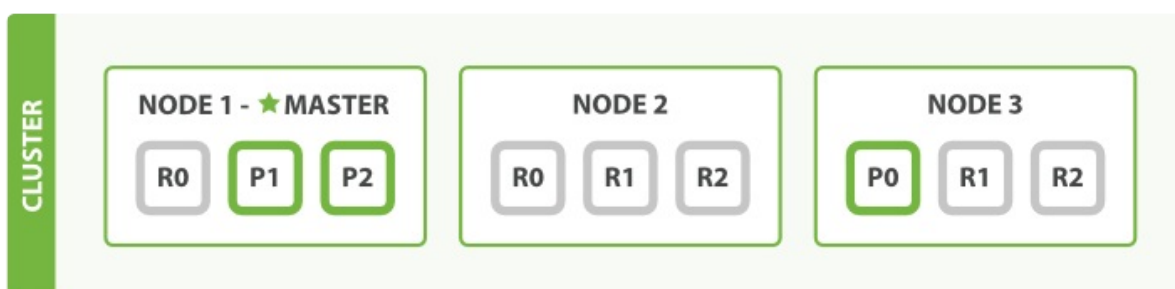 CLUSTER
NODE 1 - ★ MASTER
R0 P1 P2
NODE 2
R0 R1 R2
NODE 3
P0 R1 R2